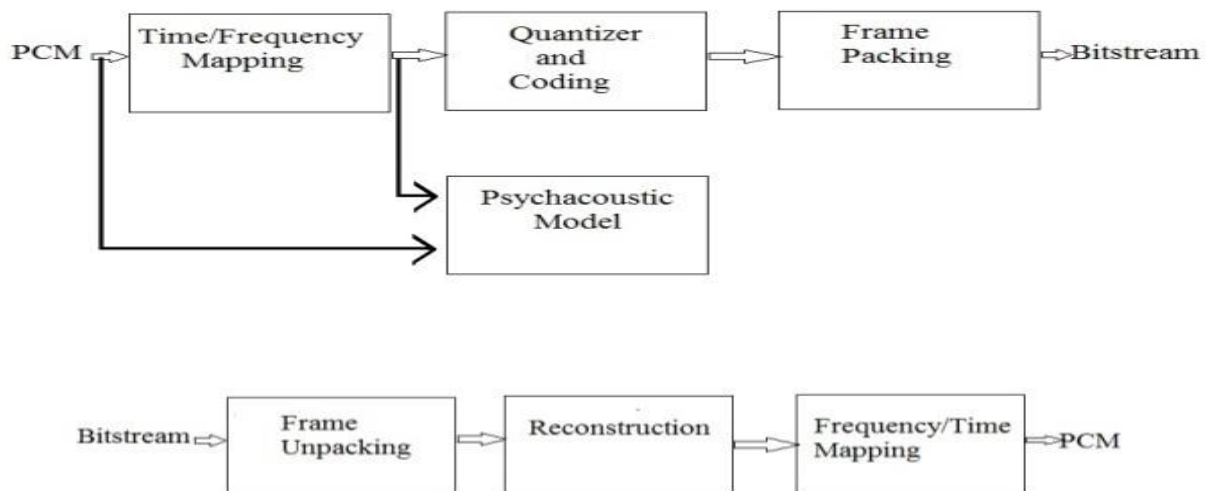 PCM
Time/Frequency
Mapping
Quantizer
and
Coding
Frame
Packing
Bitstream
Psychacoustic
Model
Bitstream
Frame
Unpacking
Reconstruction
Frequency/Time
Mapping
PCM